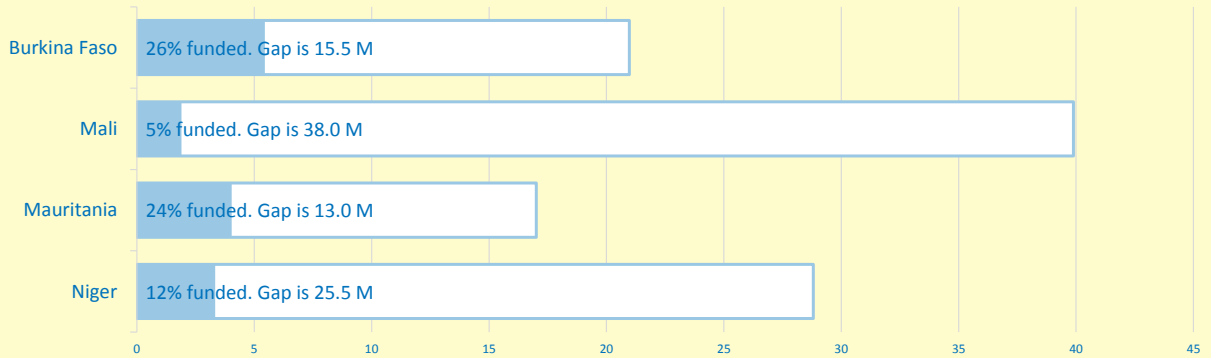 Burkina Faso
26% funded. Gap is 15.5 M
Mali
5% funded. Gap is 38.0 M
Mauritania
24% funded. Gap is 13.0 M
Niger
12% funded. Gap is 25.5 M
0 5 10 15 20 25 30 35 40 45